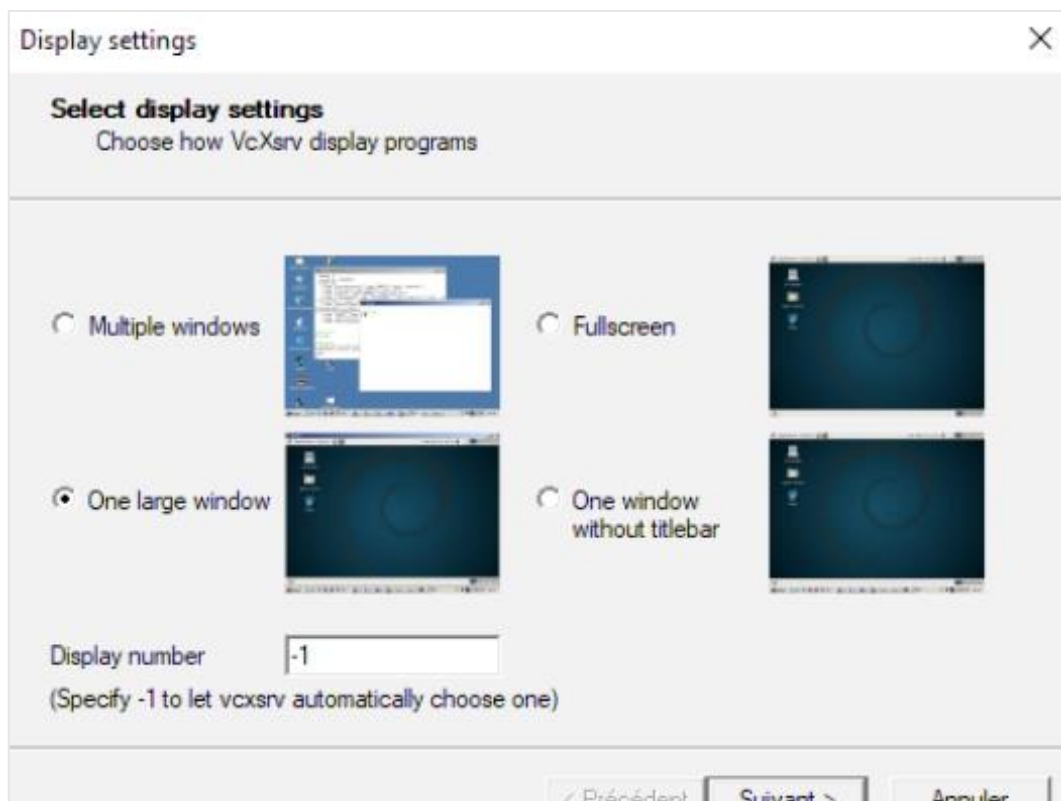 Display settings
Select display settings
Choose how VcXsrv display programs
Multiple windows
Fullscreen
One large window
One window
without titlebar
Display number
-1
(Specify -1 to let vcxsrv automatically choose one)
< Précédent
Suivant >
Annuler